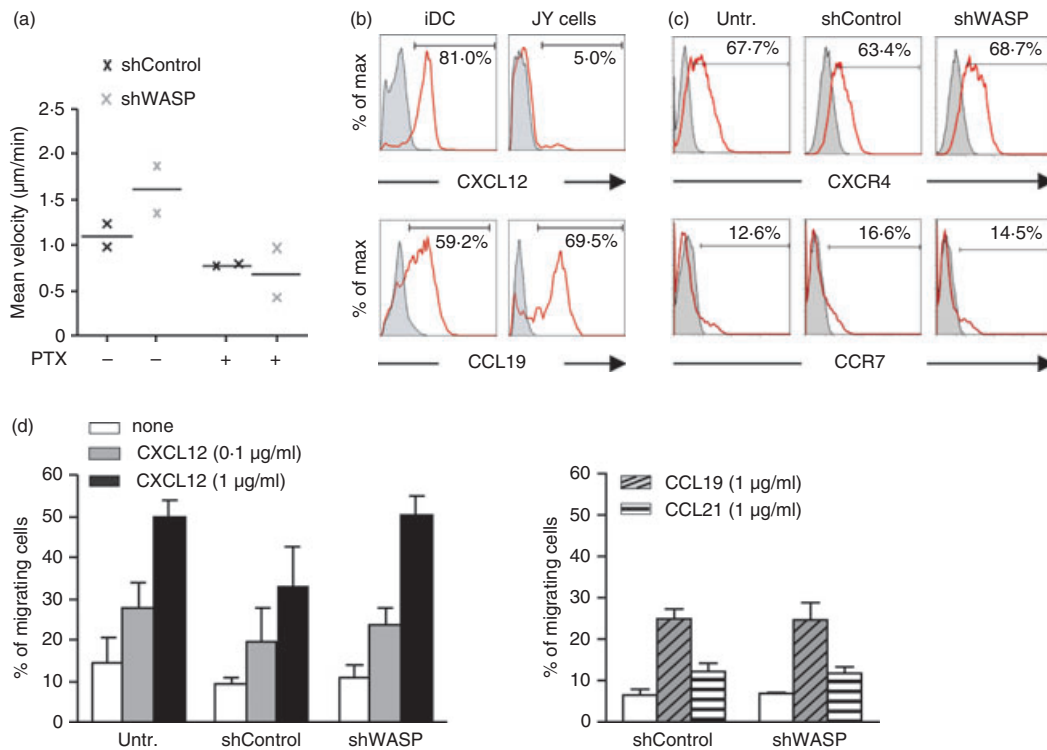 (a)
shControl
shWASP
2·5
2·0
1·5
1·0
0·5
0
Mean velocity (µm/min)
PTX – – + +
(b)
iDC JY cells
81·0% 5·0%
% of max
CXCL12
59·2% 69·5%
% of max
CCL19
(c)
Untr. shControl shWASP
67·7% 63·4% 68·7%
CXCR4
12·6% 16·6% 14·5%
CCR7
(d)
none
CXCL12 (0·1 µg/ml)
CXCL12 (1 µg/ml)
60
50
40
30
20
10
0
% of migrating cells
Untr. shControl shWASP
CCL19 (1 µg/ml)
CCL21 (1 µg/ml)
60
50
40
30
20
10
0
% of migrating cells
shControl shWASP